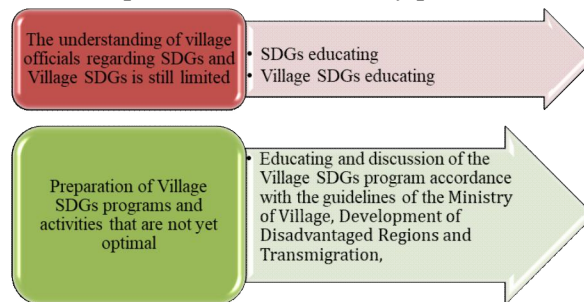 The understanding of village
officials regarding SDGs and
Village SDGs is still limited
• SDGs educating
• Village SDGs educating
Preparation of Village
SDGs programs and
activities that are not yet
optimal
• Educating and discussion of the
Village SDGs program accordance
with the guidelines of the Ministry
of Village, Development of
Disadvantaged Regions and
Transmigration,